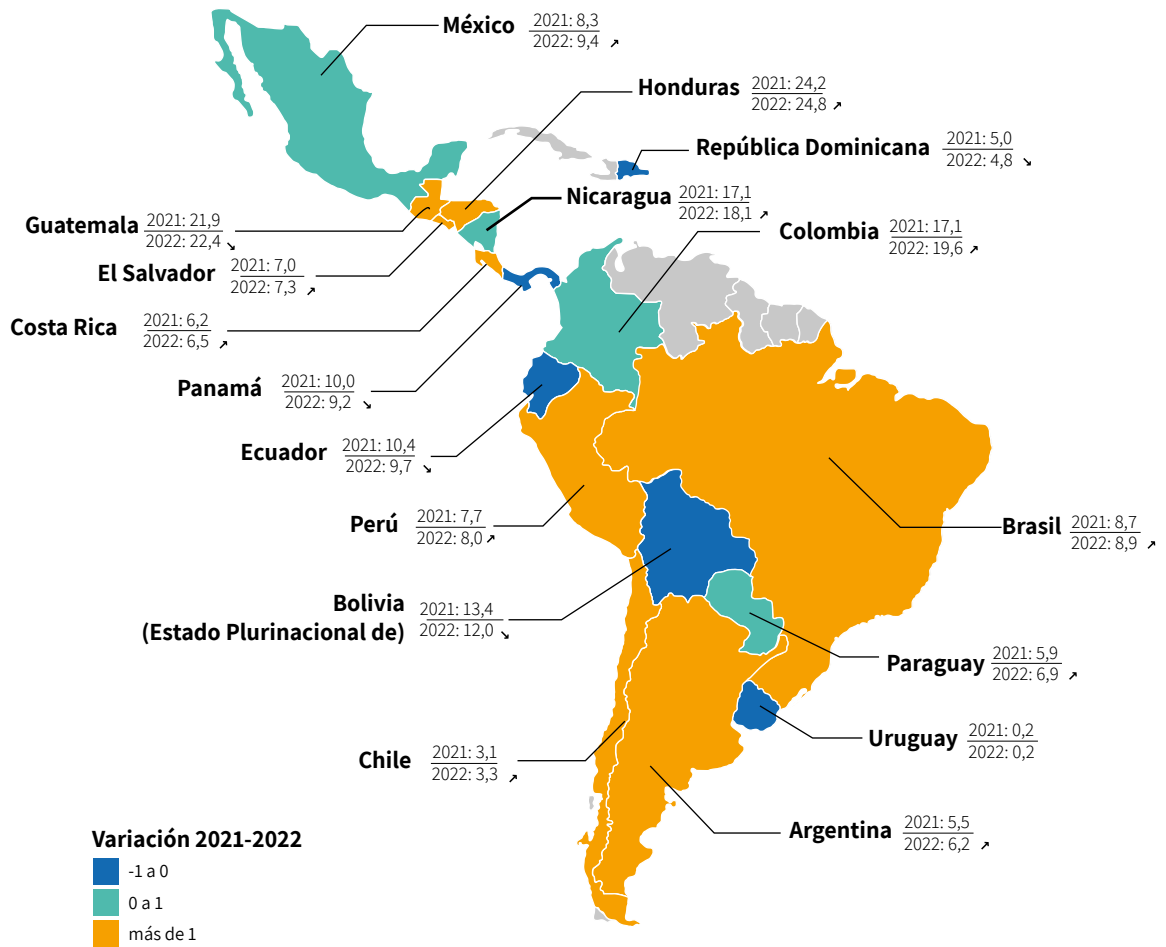 México
2021: 8,3
2022: 9,4 ↗
Honduras
2021: 24,2
2022: 24,8 ↗
República Dominicana
2021: 5,0
2022: 4,8 ↘
Nicaragua
2021: 17,1
2022: 18,1 ↗
Guatemala
2021: 21,9
2022: 22,4 ↘
Colombia
2021: 17,1
2022: 19,6 ↗
El Salvador
2021: 7,0
2022: 7,3 ↗
Costa Rica
2021: 6,2
2022: 6,5 ↗
Panamá
2021: 10,0
2022: 9,2 ↘
Ecuador
2021: 10,4
2022: 9,7 ↘
Perú
2021: 7,7
2022: 8,0 ↗
Brasil
2021: 8,7
2022: 8,9 ↗
Bolivia
(Estado Plurinacional de)
2021: 13,4
2022: 12,0 ↘
Paraguay
2021: 5,9
2022: 6,9 ↗
Uruguay
2021: 0,2
2022: 0,2
Chile
2021: 3,1
2022: 3,3 ↗
Argentina
2021: 5,5
2022: 6,2 ↗
Variación 2021-2022
-1 a 0
0 a 1
más de 1